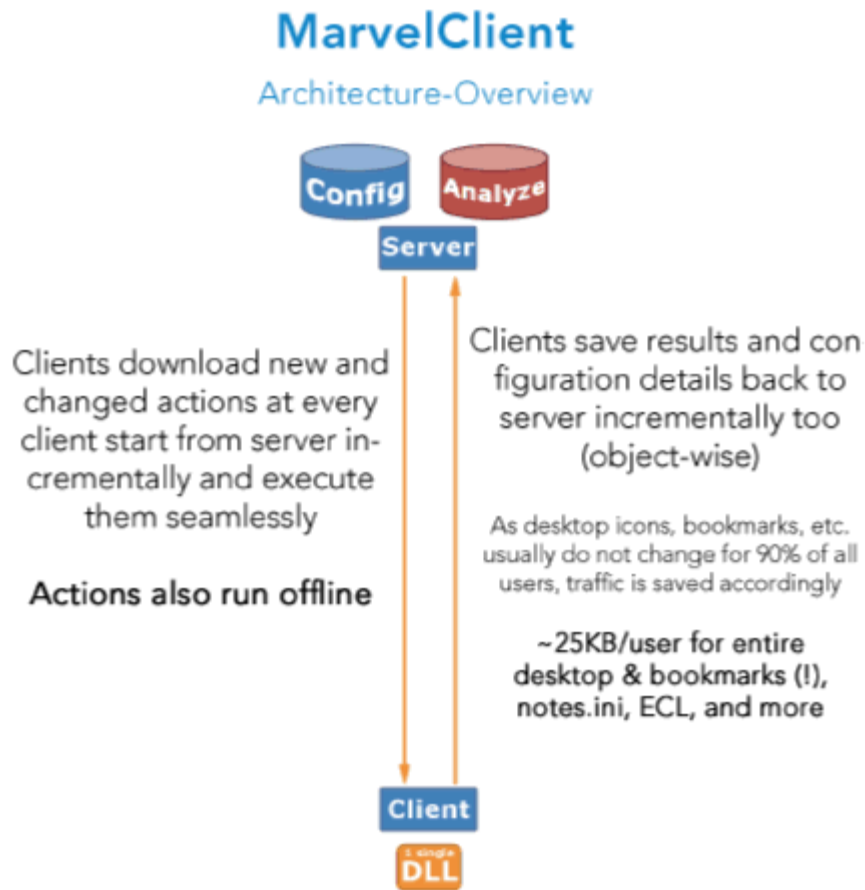 MarvelClient
Architecture-Overview
Config
Analyze
Server
Clients download new and
changed actions at every
client start from server in-
crementally and execute
them seamlessly
Actions also run offline
Clients save results and con
figuration details back to
server incrementally too
(object-wise)
As desktop icons, bookmarks, etc.
usually do not change for 90% of all
users, traffic is saved accordingly
~25KB/user for entire
desktop & bookmarks (!),
notes.ini, ECL, and more
Client
1 single
DLL